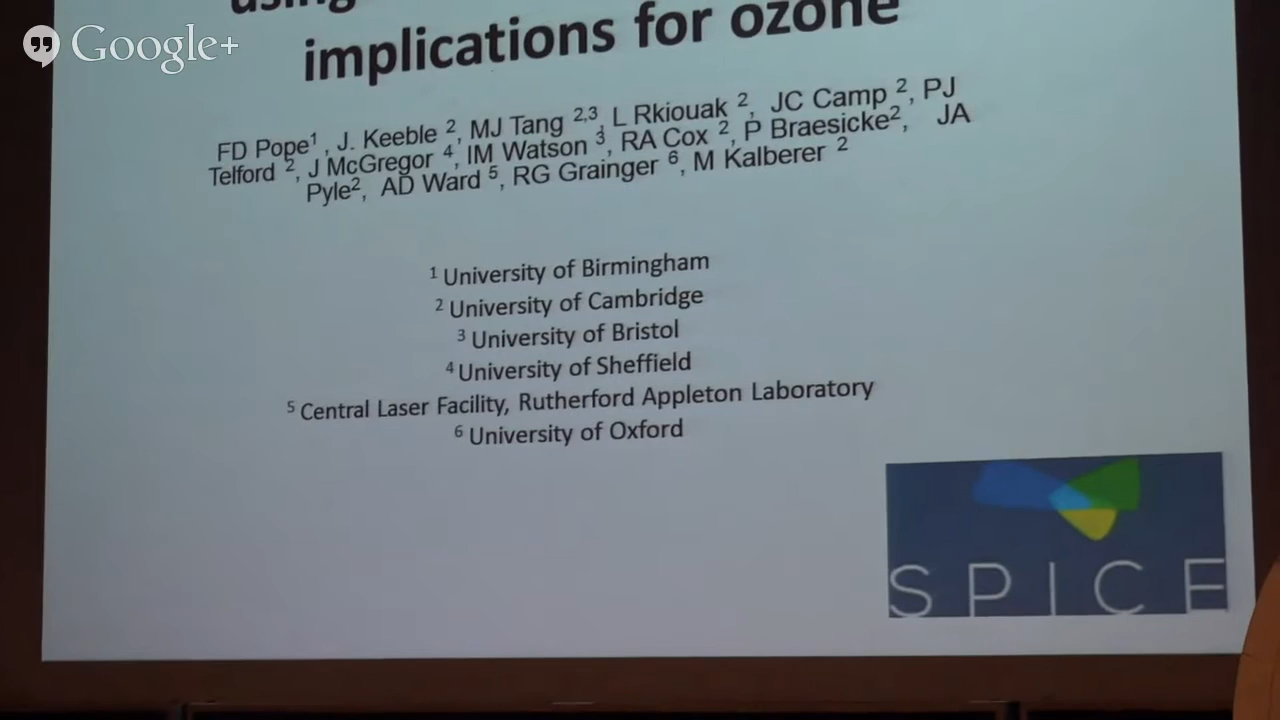 Google+
using
implications for ozone
FD Pope1 , J. Keeble 2, MJ Tang 2,3, L Rkiouak 2, JC Camp 2, PJ
Telford 2, J McGregor 4, IM Watson 3, RA Cox 2, P Braesicke2, JA
Pyle2, AD Ward 5, RG Grainger 6, M Kalberer 2
1 University of Birmingham
2 University of Cambridge
3 University of Bristol
4 University of Sheffield
5 Central Laser Facility, Rutherford Appleton Laboratory
6 University of Oxford
SPICE